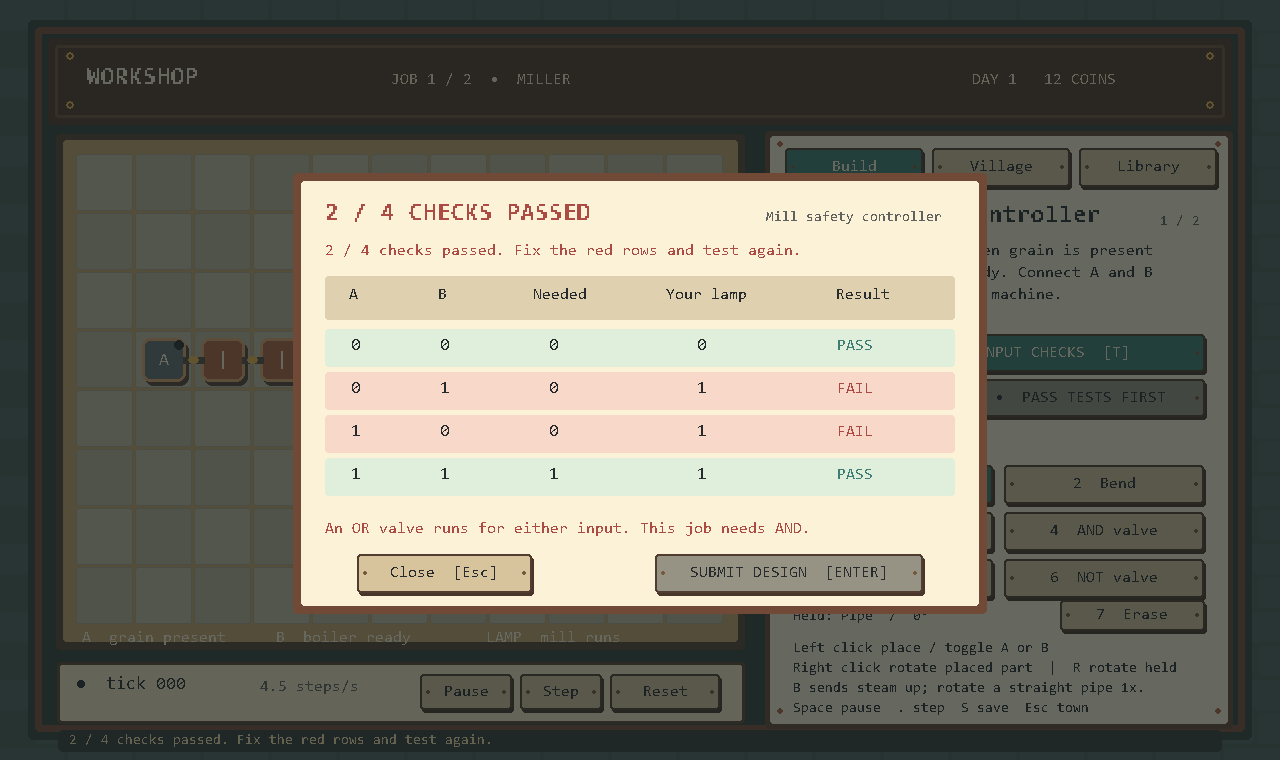 WORKSHOP
JOB 1 / 2 • MILLER
DAY 1 12 COINS
Build
Village
Library
2 / 4 CHECKS PASSED
Mill safety controller
ntroller
1 / 2
2 / 4 checks passed. Fix the red rows and test again.
en grain is present
dy. Connect A and B
machine.
A B Needed Your lamp Result
0 0 0 0 PASS
0 1 0 1 FAIL
1 0 0 1 FAIL
1 1 1 1 PASS
A | |
NPUT CHECKS [T]
• PASS TESTS FIRST
2 Bend
4 AND valve
6 NOT valve
7 Erase
An OR valve runs for either input. This job needs AND.
Close [Esc]
SUBMIT DESIGN [ENTER]
Held: Pipe / 0°
A grain present B boiler ready LAMP mill runs
Left click place / toggle A or B
Right click rotate placed part | R rotate held
B sends steam up; rotate a straight pipe 1x.
Space pause . step S save Esc town
• tick 000
4.5 steps/s
Pause
Step
Reset
2 / 4 checks passed. Fix the red rows and test again.